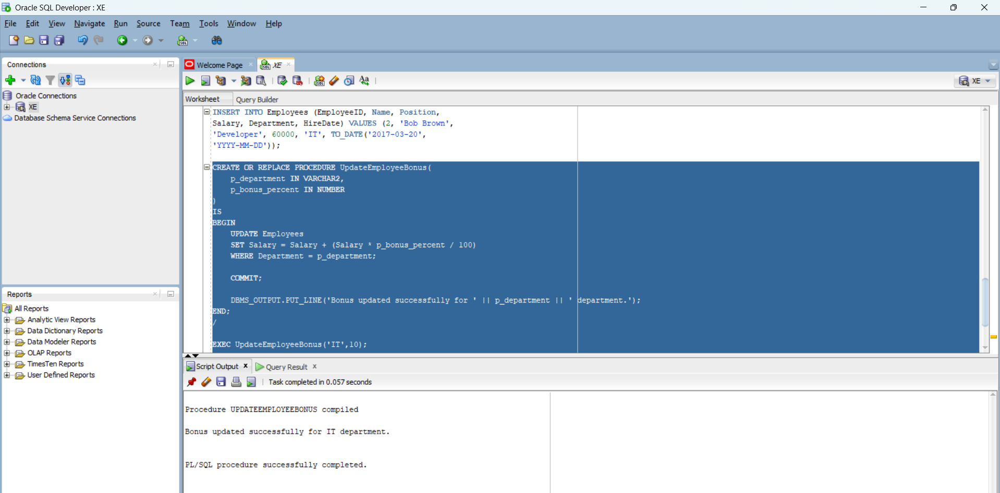 Oracle SQL Developer : XE
File Edit View Navigate Run Source Team Tools Window Help
Connections
Oracle Connections
XE
Database Schema Service Connections
Reports
All Reports
Analytic View Reports
Data Dictionary Reports
Data Modeler Reports
OLAP Reports
TimesTen Reports
User Defined Reports
Welcome Page
XE
XE
Worksheet Query Builder
INSERT INTO Employees (EmployeeID, Name, Position,
Salary, Department, HireDate) VALUES (2, 'Bob Brown',
'Developer', 60000, 'IT', TO_DATE('2017-03-20',
'YYYY-MM-DD'));
CREATE OR REPLACE PROCEDURE UpdateEmployeeBonus(
p_department IN VARCHAR2,
p_bonus_percent IN NUMBER
)
IS
BEGIN
UPDATE Employees
SET Salary = Salary + (Salary * p_bonus_percent / 100)
WHERE Department = p_department;
COMMIT;
DBMS_OUTPUT.PUT_LINE('Bonus updated successfully for ' || p_department || ' department.');
END;
/
EXEC UpdateEmployeeBonus('IT',10);
Script Output Query Result
Task completed in 0.057 seconds
Procedure UPDATEEMPLOYEEBONUS compiled
Bonus updated successfully for IT department.
PL/SQL procedure successfully completed.